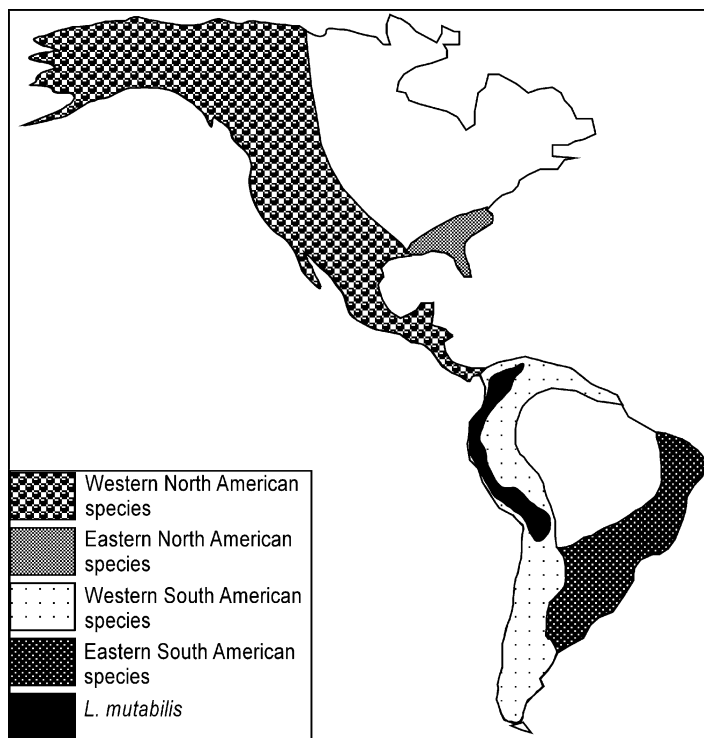 Western North American
species
Eastern North American
species
Western South American
species
Eastern South American
species
L. mutabilis